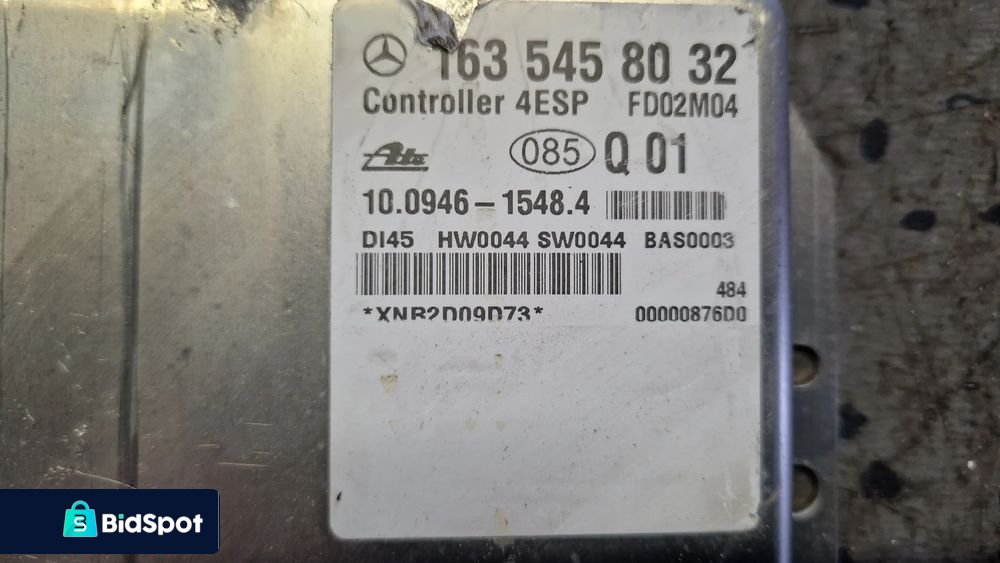 163 545 80 32
Controller 4ESP FD02M04
Ate 085 Q 01
10.0946-1548.4
DI45 HW0044 SW0044 BAS0003
484
*XNB2D09D73* 00000876D0
BidSpot